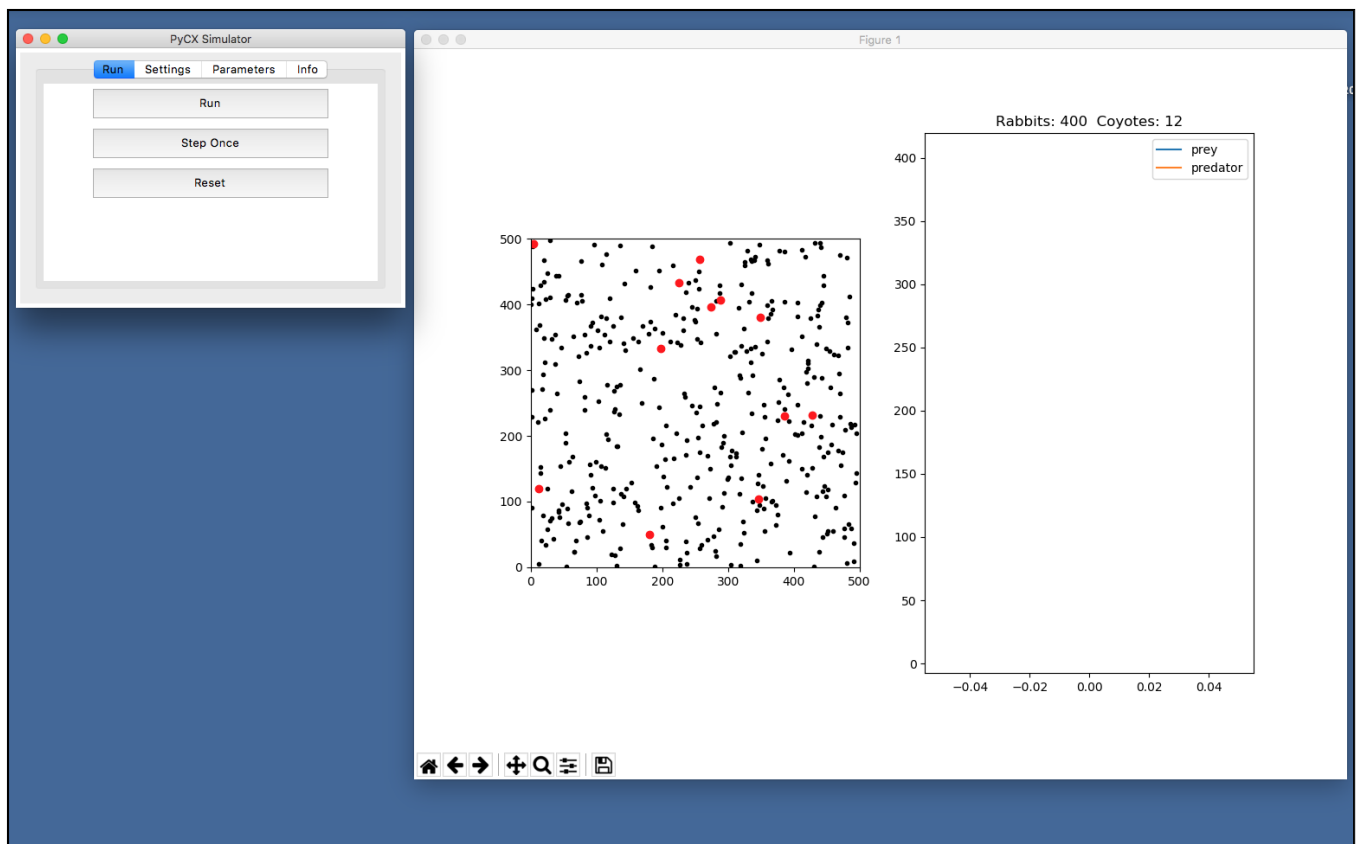 PyCX Simulator
Run Settings Parameters Info
Run
Step Once
Reset
Figure 1
Rabbits: 400 Coyotes: 12
prey
predator
400
350
300
250
200
150
100
50
0
−0.04 −0.02 0.00 0.02 0.04
500
400
300
200
100
0
0 100 200 300 400 500